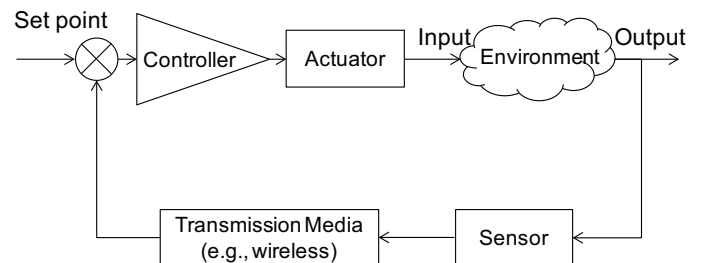 Set point
Controller
Actuator
Input
Environment
Output
Transmission Media
(e.g., wireless)
Sensor